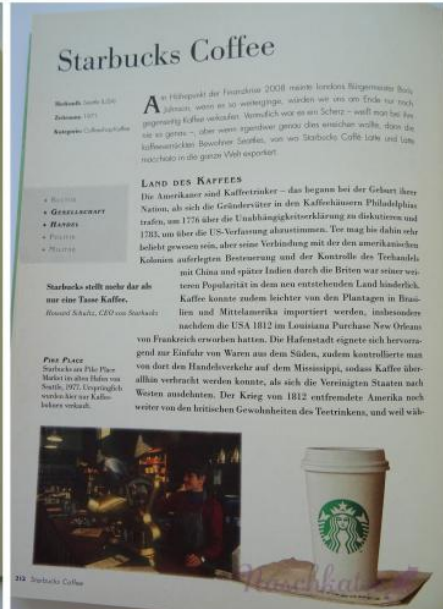 Starbucks Coffee
Herkunft: Seattle (USA)
Zeitraum: 1971
Kategorie: Coffeeshopkaffee
Am Höhepunkt der Finanzkrise 2008 meinte Londons Bürgermeister Boris
Johnson, wenn es so weiterginge, würden wir uns am Ende nur noch
gegenseitig Kaffee verkaufen. Vermutlich war es ein Scherz – weiß man bei ihm
nie so genau –, aber wenn irgendwer genau dies erreichen wollte, dann die
kaffeeverrückten Bewohner Seattles, von wo Starbucks Caffè Latte und Latte
macchiato in die ganze Welt exportiert.
LAND DES KAFFEES
Die Amerikaner sind Kaffeetrinker – das begann bei der Geburt ihrer
Nation, als sich die Gründerväter in den Kaffeehäusern Philadelphias
trafen, um 1776 über die Unabhängigkeitserklärung zu diskutieren und
1783, um über die US-Verfassung abzustimmen. Tee mag bis dahin sehr
beliebt gewesen sein, aber seine Verbindung mit der den amerikanischen
Kolonien auferlegten Besteuerung und der Kontrolle des Teehandels
mit China und später Indien durch die Briten war seiner wei-
teren Popularität in dem neu entstehenden Land hinderlich.
Kaffee konnte zudem leichter von den Plantagen in Brasi-
lien und Mittelamerika importiert werden, insbesondere
nachdem die USA 1812 im Louisiana Purchase New Orleans
von Frankreich erworben hatten. Die Hafenstadt eignete sich hervorra-
gend zur Einfuhr von Waren aus dem Süden, zudem kontrollierte man
von dort den Handelsverkehr auf dem Mississippi, sodass Kaffee über-
allhin verbracht werden konnte, als sich die Vereinigten Staaten nach
Westen ausdehnten. Der Krieg von 1812 entfremdete Amerika noch
weiter von den britischen Gewohnheiten des Teetrinkens, und weil wäh-
♦ KULTUR
♦ GESELLSCHAFT
♦ HANDEL
♦ POLITIK
♦ MILITÄR
Starbucks stellt mehr dar als
nur eine Tasse Kaffee.
Howard Schultz, CEO von Starbucks
PIKE PLACE
Starbucks am Pike Place
Market im alten Hafen von
Seattle, 1977. Ursprünglich
wurden hier nur Kaffee-
bohnen verkauft.
212 Starbucks Coffee
Naschkatze